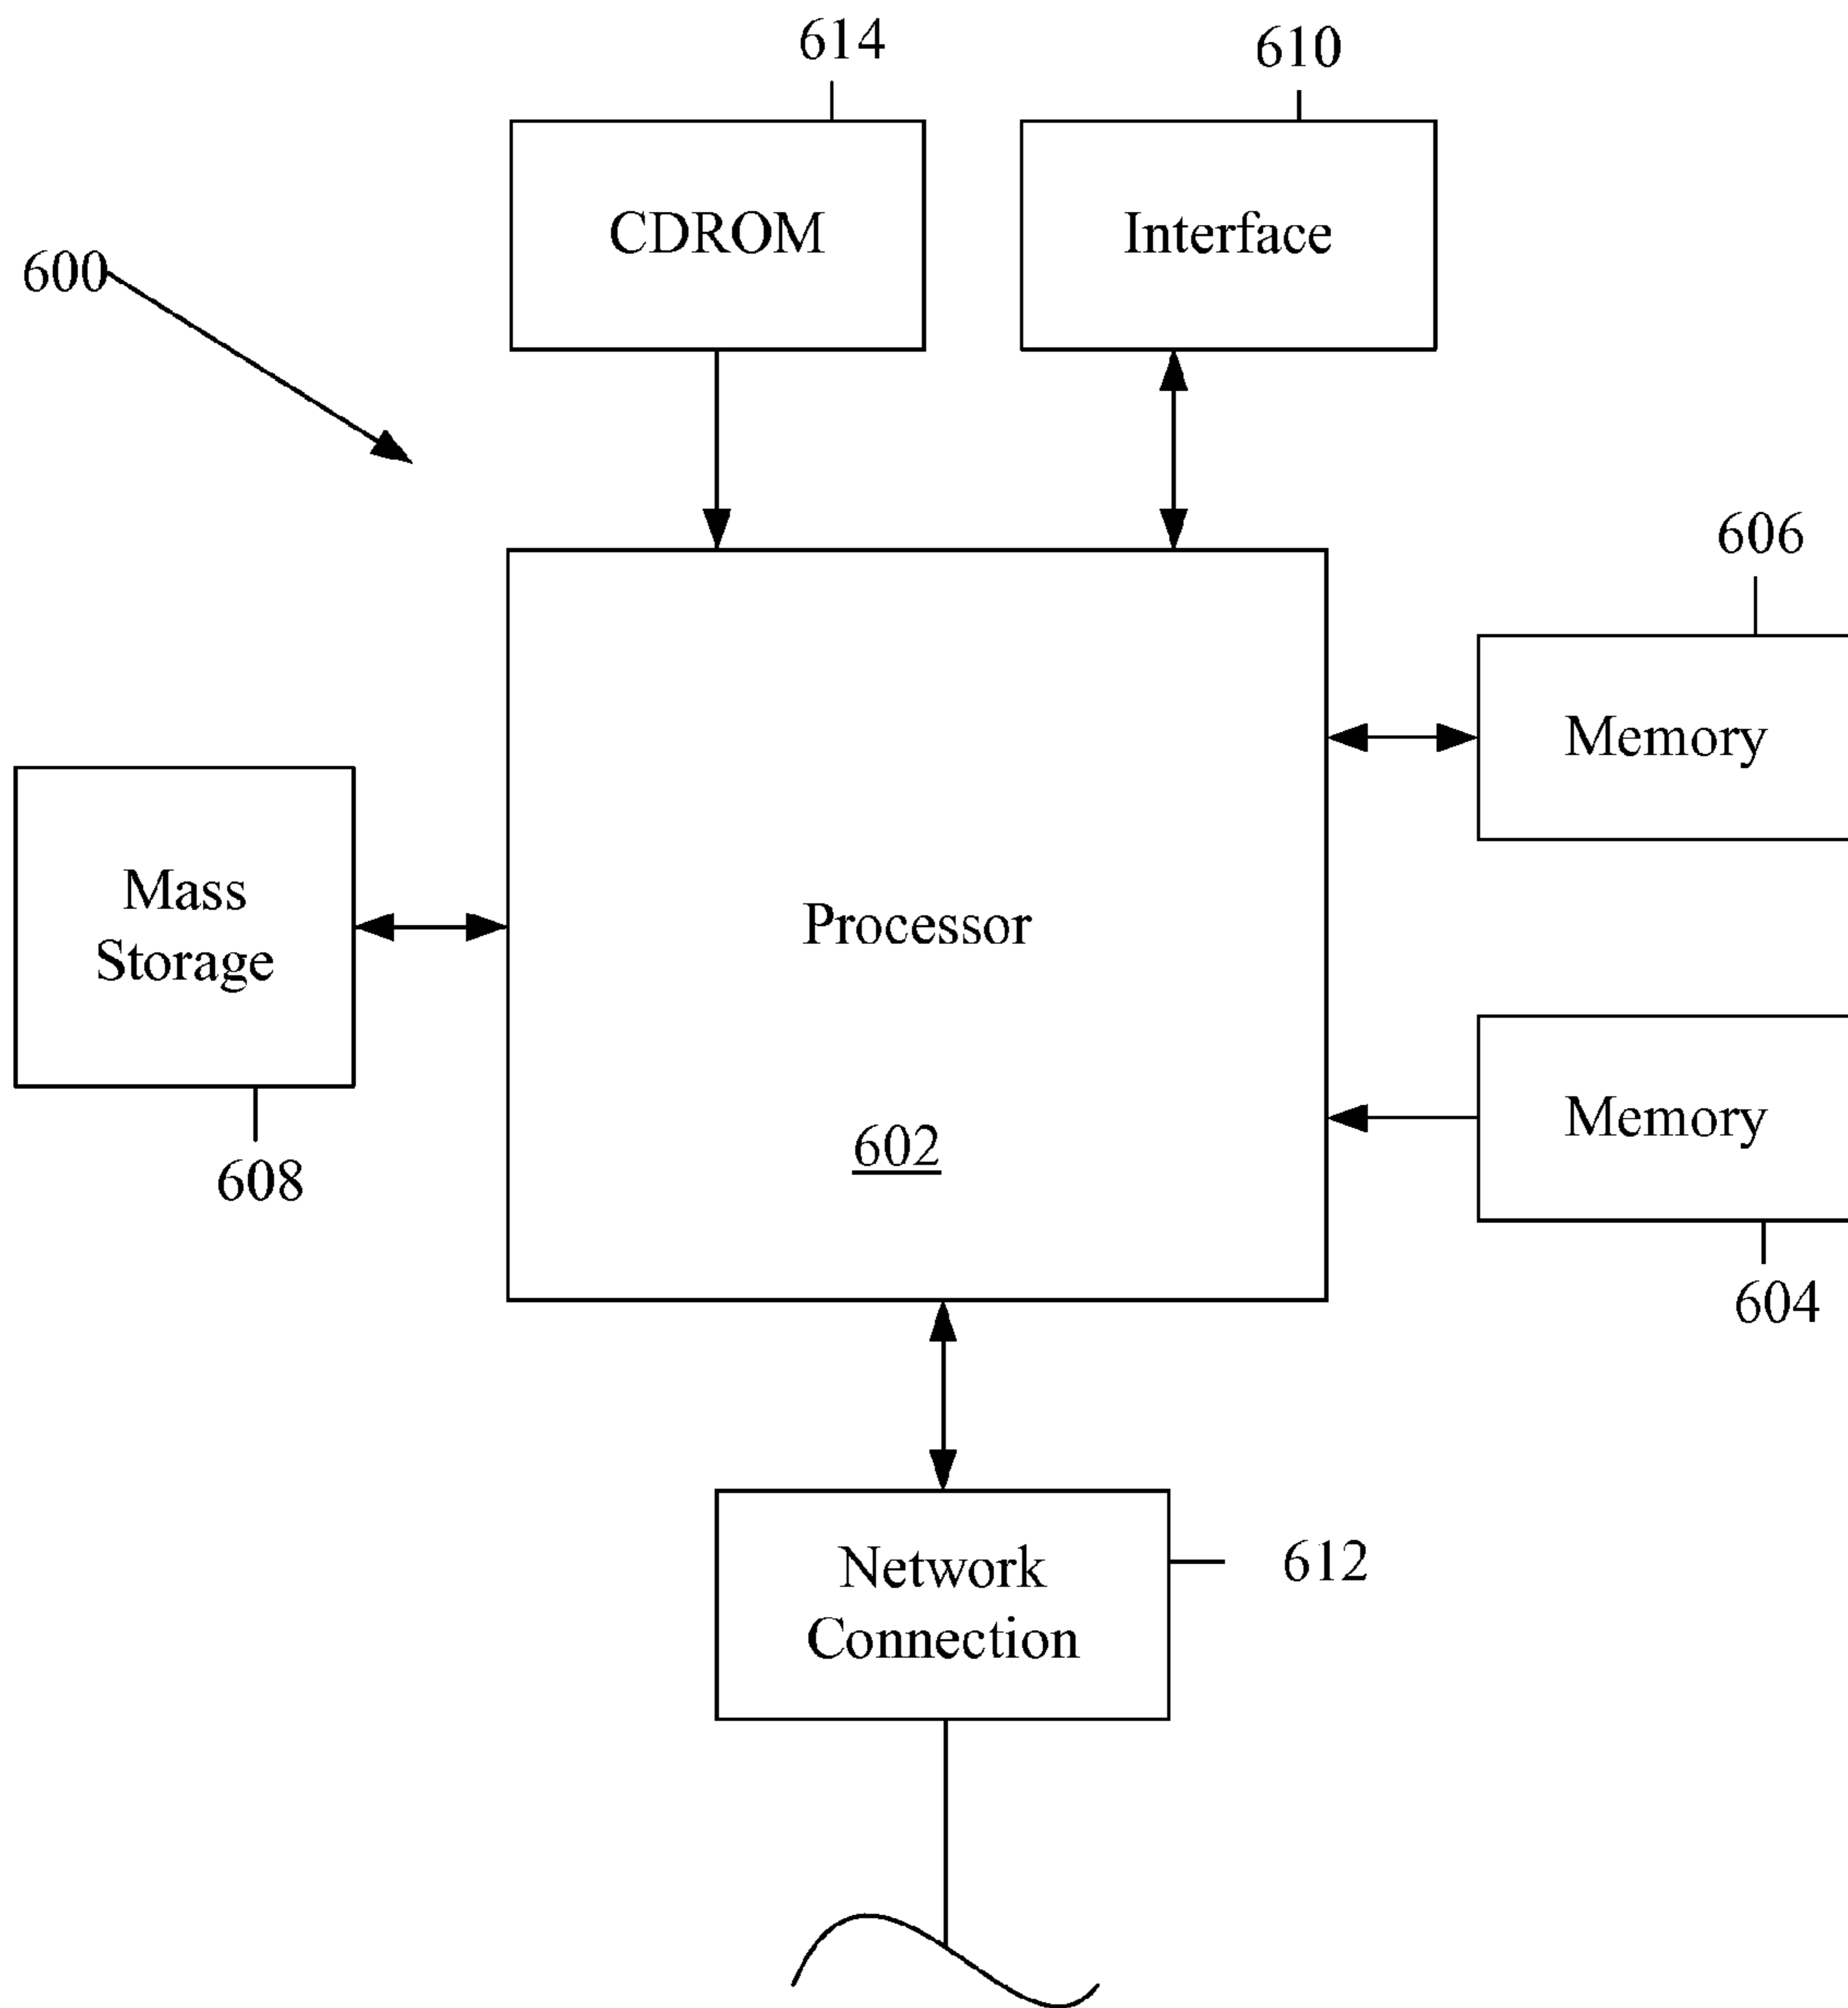 614
610
CDROM
Interface
600
606
Memory
Mass
Storage
Processor
Memory
602
608
604
Network
Connection
612